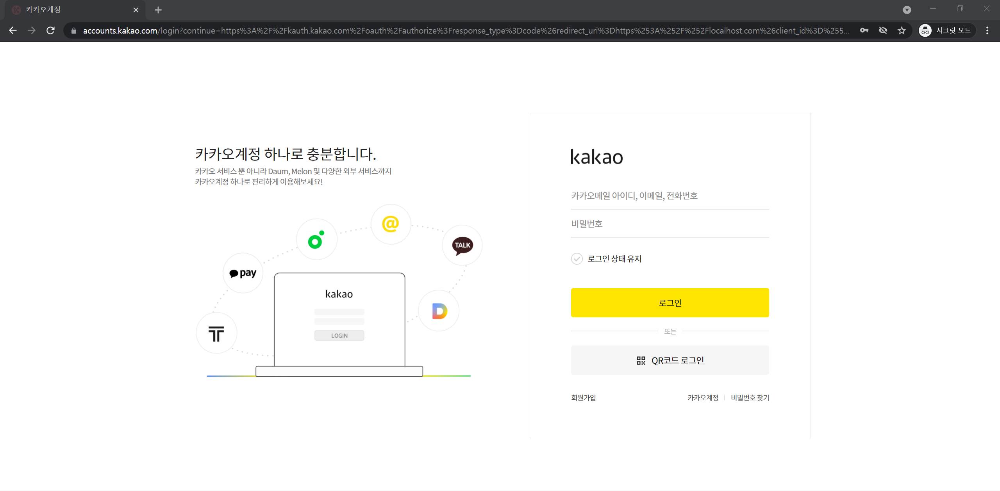 카카오계정
accounts.kakao.com/login?continue=https%3A%2F%2Fkauth.kakao.com%2Foauth%2Fauthorize%3Fresponse_type%3Dcode%26redirect_uri%3Dhttps%253A%252F%252Flocalhost.com%26client_id%3D%255...
시크릿 모드
카카오계정 하나로 충분합니다.
카카오 서비스 뿐 아니라 Daum, Melon 및 다양한 외부 서비스까지
카카오계정 하나로 편리하게 이용해보세요!
@
TALK
pay
kakao
LOGIN
D
T
kakao
카카오메일 아이디, 이메일, 전화번호
비밀번호
로그인 상태 유지
로그인
또는
QR코드 로그인
회원가입
카카오계정
비밀번호 찾기